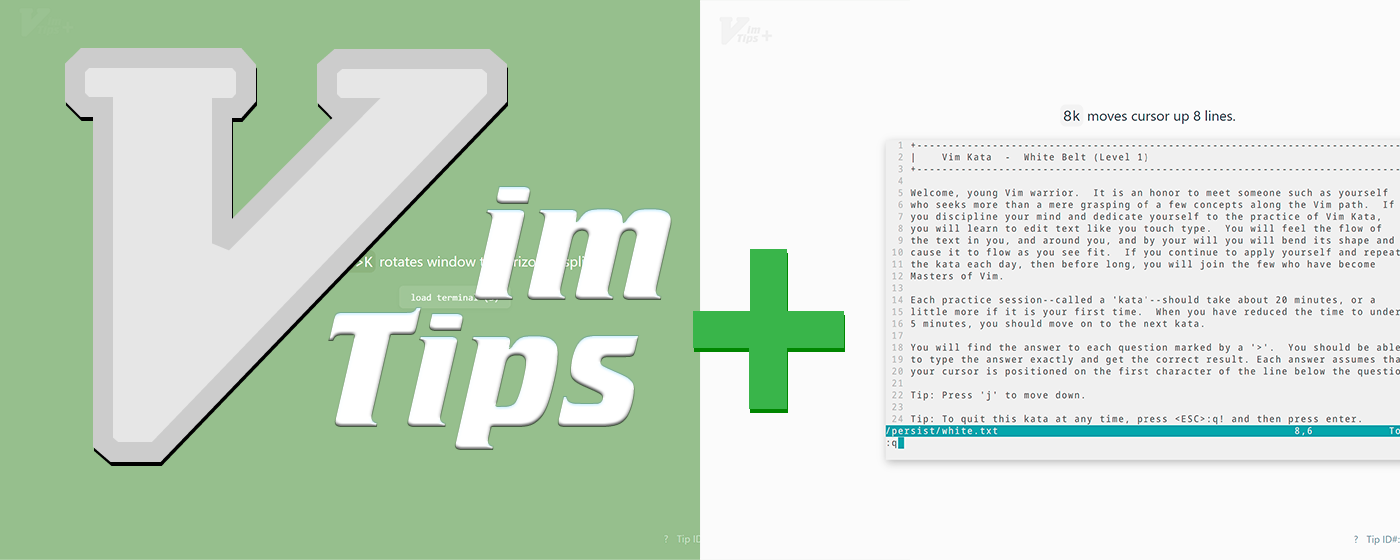 Vim
Tips
+
K rotates window t
load terminal
Vim
Tips+
8k moves cursor up 8 lines.
1 +------------------------------------------------------------
2 |    Vim Kata  -  White Belt (Level 1)
3 +------------------------------------------------------------
4
5 Welcome, young Vim warrior.  It is an honor to meet someone such as yourself
6 who seeks more than a mere grasping of a few concepts along the Vim path.  If
7 you discipline your mind and dedicate yourself to the practice of Vim Kata,
8 you will learn to edit text like you touch type.  You will feel the flow of
9 the text in you, and around you, and by your will you will bend its shape and
10 cause it to flow as you see fit.  If you continue to apply yourself and repeat
11 the kata each day, then before long, you will join the few who have become
12 Masters of Vim.
13
14 Each practice session--called a 'kata'--should take about 20 minutes, or a
15 little more if it is your first time.  When you have reduced the time to under
16 5 minutes, you should move on to the next kata.
17
18 You will find the answer to each question marked by a '>'.  You should be able
19 to type the answer exactly and get the correct result. Each answer assumes tha
20 your cursor is positioned on the first character of the line below the questio
21
22 Tip: Press 'j' to move down.
23
24 Tip: To quit this kata at any time, press <ESC>:q! and then press enter.
/persist/white.txt 8,6 To
:q
? Tip ID
? Tip ID#